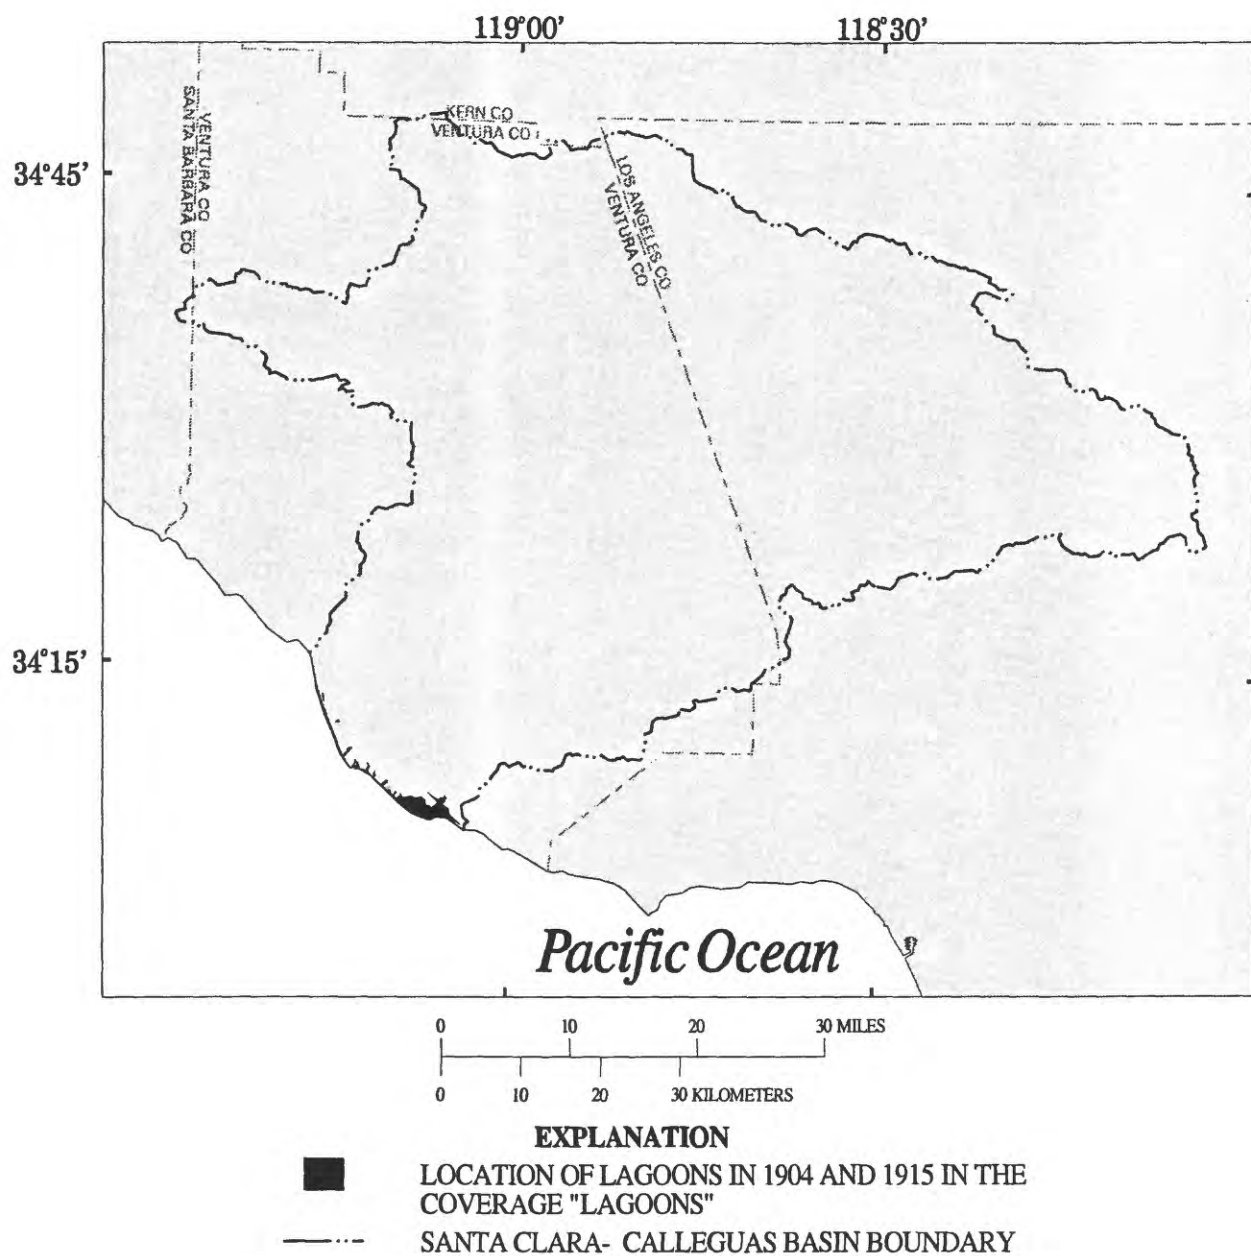 119°00' 118°30'
KERN CO
VENTURA CO
VENTURA CO
SANTA BARBARA CO
34°45'
LOS ANGELES CO
VENTURA CO
34°15'
Pacific Ocean
0 10 20 30 MILES
0 10 20 30 KILOMETERS
EXPLANATION
LOCATION OF LAGOONS IN 1904 AND 1915 IN THE
COVERAGE "LAGOONS"
SANTA CLARA- CALLEGUAS BASIN BOUNDARY